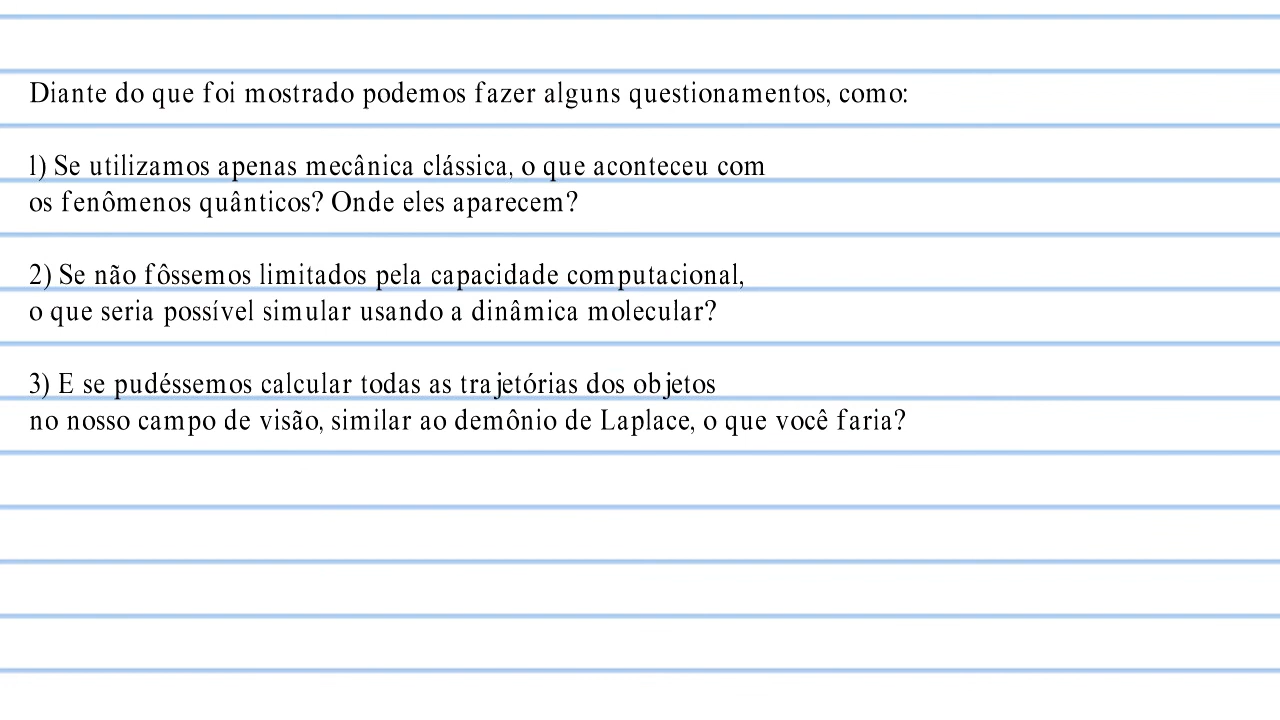 Diante do que foi mostrado podemos fazer alguns questionamentos, como:
1) Se utilizamos apenas mecânica clássica, o que aconteceu com
os fenômenos quânticos? Onde eles aparecem?
2) Se não fôssemos limitados pela capacidade computacional,
o que seria possível simular usando a dinâmica molecular?
3) E se pudéssemos calcular todas as trajetórias dos objetos
no nosso campo de visão, similar ao demônio de Laplace, o que você faria?